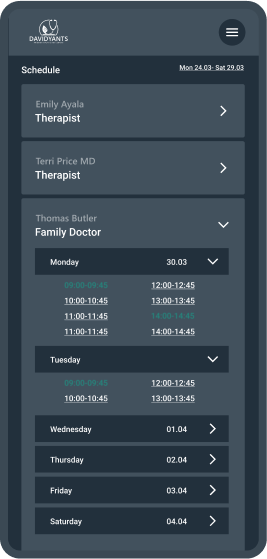 DAVIDYANTS
Schedule
Mon 24.03- Sat 29.03
Emily Ayala
Therapist
Terri Price MD
Therapist
Thomas Butler
Family Doctor
Monday 30.03
09:00-09:45 12:00-12:45
10:00-10:45 13:00-13:45
11:00-11:45 14:00-14:45
11:00-11:45 14:00-14:45
Tuesday
09:00-09:45 12:00-12:45
10:00-10:45 13:00-13:45
Wednesday 01.04
Thursday 02.04
Friday 03.04
Saturday 04.04